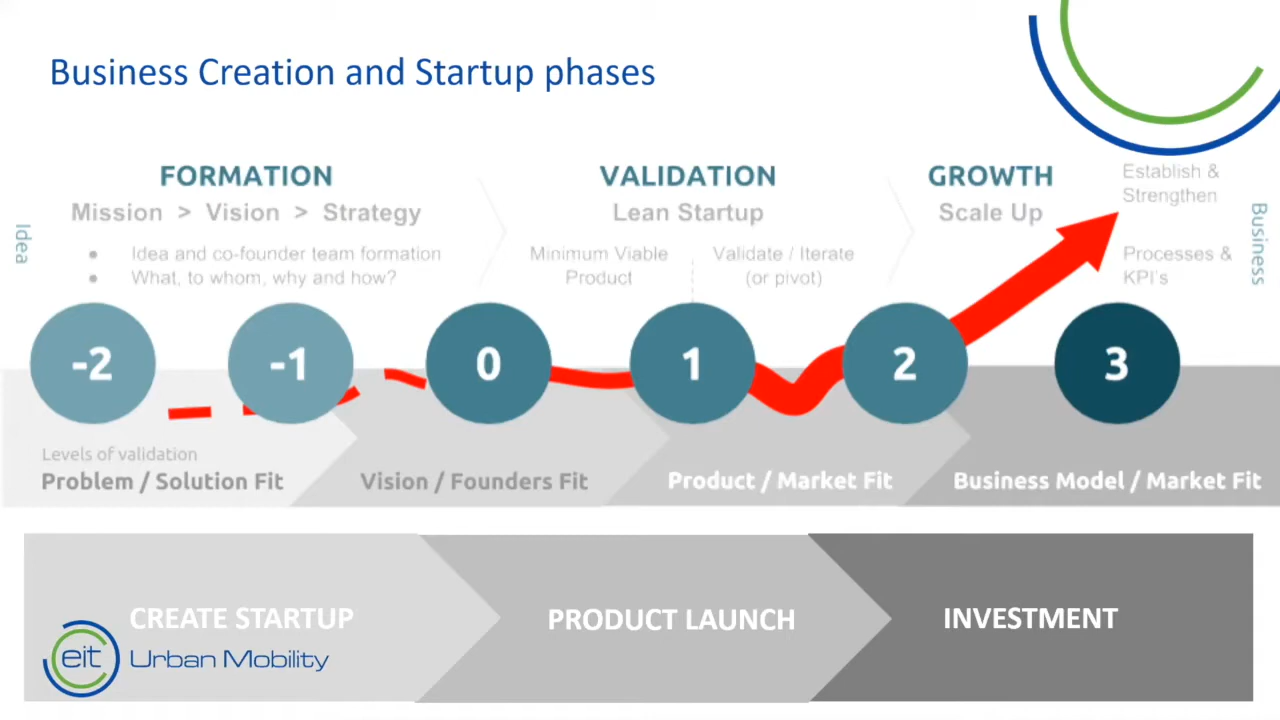 Business Creation and Startup phases
Idea
FORMATION
Mission > Vision > Strategy
● Idea and co-founder team formation
● What, to whom, why and how?
VALIDATION
Lean Startup
Minimum Viable
Product
Validate / Iterate
(or pivot)
GROWTH
Scale Up
Establish &
Strengthen
Processes &
KPI's
Business
-2
-1
0
1
2
3
Levels of validation
Problem / Solution Fit
Vision / Founders Fit
Product / Market Fit
Business Model / Market Fit
CREATE STARTUP
PRODUCT LAUNCH
INVESTMENT
eit Urban Mobility